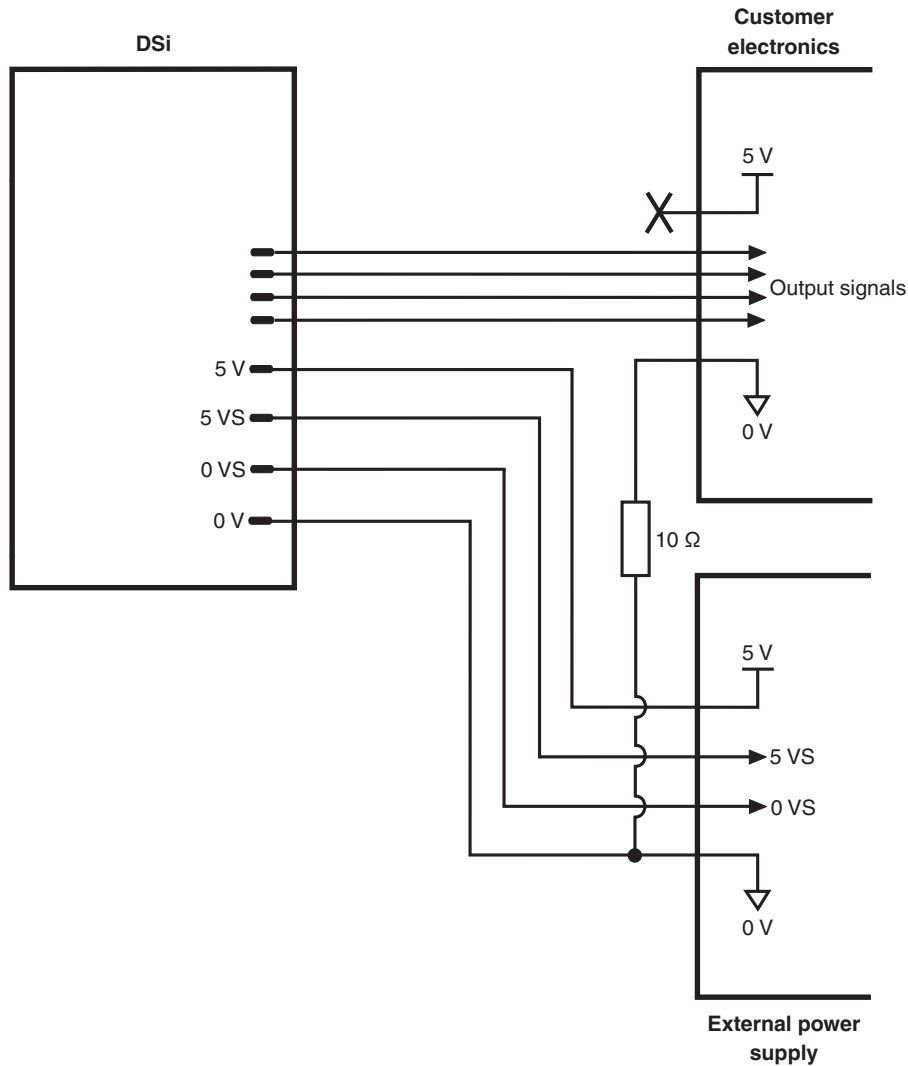 Customer
electronics
DSi
5 V
Output signals
5 V
5 VS
0 V
0 VS
0 V
10 Ω
5 V
5 VS
0 VS
0 V
External power
supply